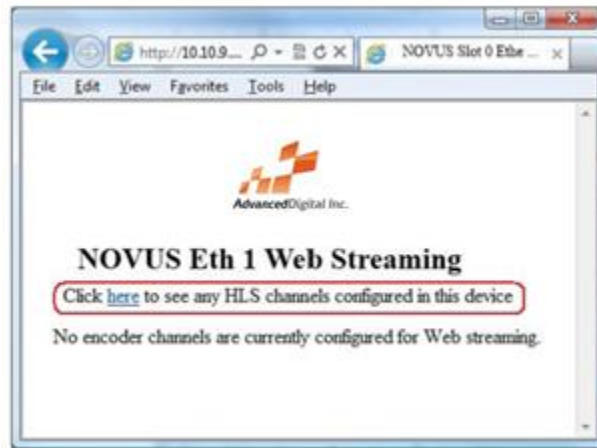 http://10.10.9... NOVUS Slot 0 Ethe ...
File Edit View Favorites Tools Help
AdvancedDigital Inc.
NOVUS Eth 1 Web Streaming
Click here to see any HLS channels configured in this device
No encoder channels are currently configured for Web streaming.